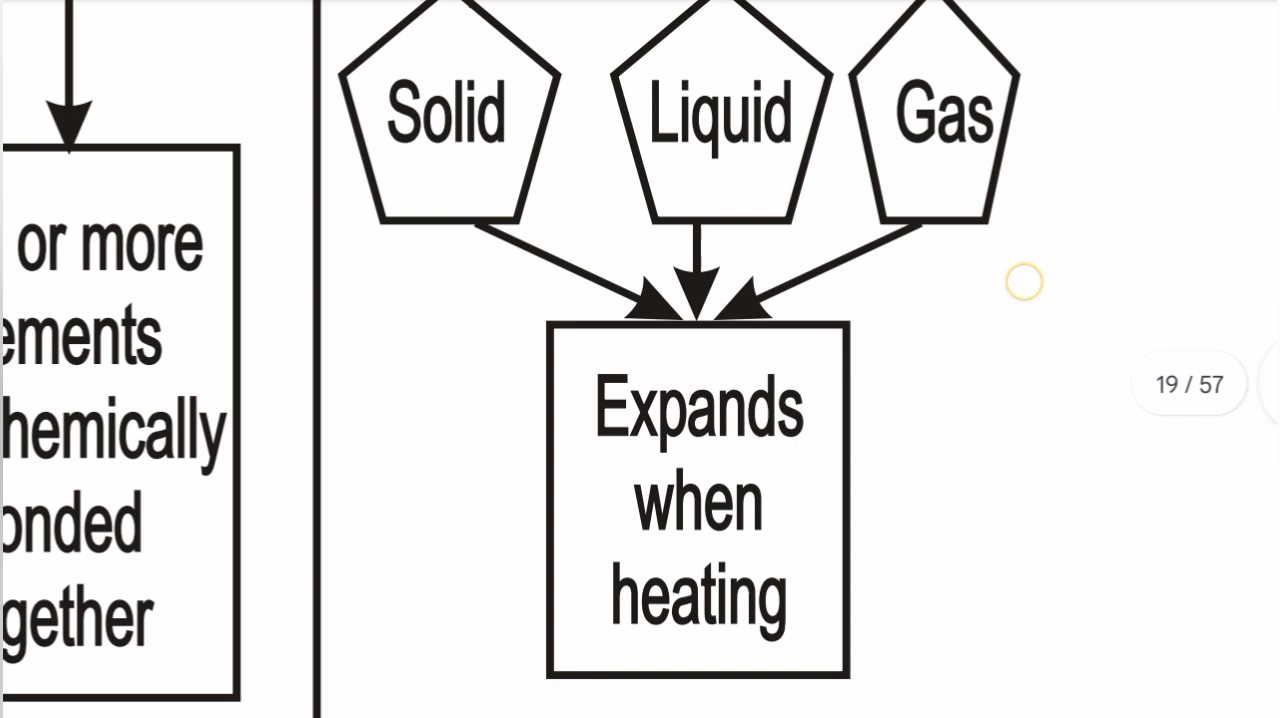 Solid
Liquid
Gas
or more
ements
hemically
onded
gether
Expands
when
heating
19 / 57